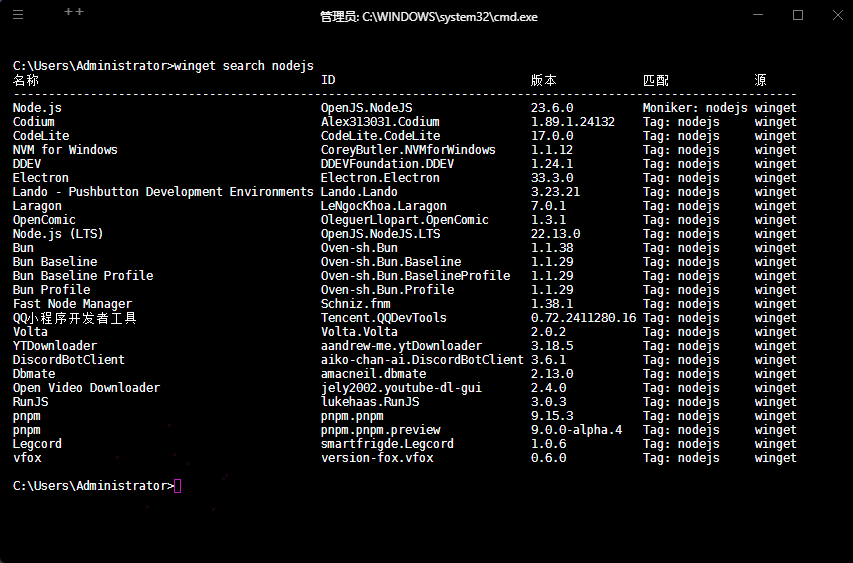 ++
管理员: C:\WINDOWS\system32\cmd.exe
C:\Users\Administrator>winget search nodejs
名称 ID 版本 匹配 源
--------------------------------------------------------------------------------------------------------------
Node.js OpenJS.NodeJS 23.6.0 Moniker: nodejs winget
Codium Alex313031.Codium 1.89.1.24132 Tag: nodejs winget
CodeLite CodeLite.CodeLite 17.0.0 Tag: nodejs winget
NVM for Windows CoreyButler.NVMforWindows 1.1.12 Tag: nodejs winget
DDEV DDEVFoundation.DDEV 1.24.1 Tag: nodejs winget
Electron Electron.Electron 33.3.0 Tag: nodejs winget
Lando - Pushbutton Development Environments Lando.Lando 3.23.21 Tag: nodejs winget
Laragon LeNgocKhoa.Laragon 7.0.1 Tag: nodejs winget
OpenComic OleguerLlopart.OpenComic 1.3.1 Tag: nodejs winget
Node.js (LTS) OpenJS.NodeJS.LTS 22.13.0 Tag: nodejs winget
Bun Oven-sh.Bun 1.1.38 Tag: nodejs winget
Bun Baseline Oven-sh.Bun.Baseline 1.1.29 Tag: nodejs winget
Bun Baseline Profile Oven-sh.Bun.BaselineProfile 1.1.29 Tag: nodejs winget
Bun Profile Oven-sh.Bun.Profile 1.1.29 Tag: nodejs winget
Fast Node Manager Schniz.fnm 1.38.1 Tag: nodejs winget
QQ小程序开发者工具 Tencent.QQDevTools 0.72.2411280.16 Tag: nodejs winget
Volta Volta.Volta 2.0.2 Tag: nodejs winget
YTDownloader aandrew-me.ytDownloader 3.18.5 Tag: nodejs winget
DiscordBotClient aiko-chan-ai.DiscordBotClient 3.6.1 Tag: nodejs winget
Dbmate amacneil.dbmate 2.13.0 Tag: nodejs winget
Open Video Downloader jely2002.youtube-dl-gui 2.4.0 Tag: nodejs winget
RunJS lukehaas.RunJS 3.0.3 Tag: nodejs winget
pnpm pnpm.pnpm 9.15.3 Tag: nodejs winget
pnpm pnpm.pnpm.preview 9.0.0-alpha.4 Tag: nodejs winget
Legcord smartfrigde.Legcord 1.0.6 Tag: nodejs winget
vfox version-fox.vfox 0.6.0 Tag: nodejs winget
C:\Users\Administrator>